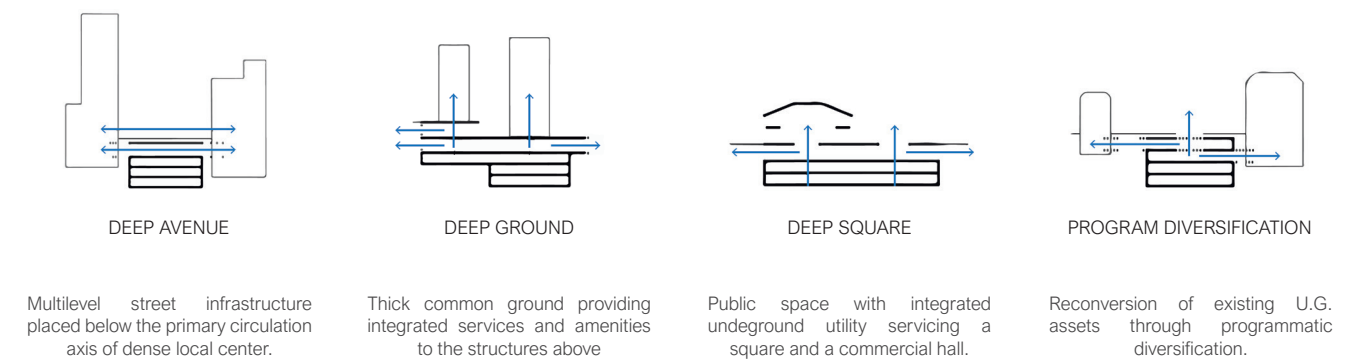 DEEP AVENUE
Multilevel street infrastructure
placed below the primary circulation
axis of dense local center.
DEEP GROUND
Thick common ground providing
integrated services and amenities
to the structures above
DEEP SQUARE
Public space with integrated
undeground utility servicing a
square and a commercial hall.
PROGRAM DIVERSIFICATION
Reconversion of existing U.G.
assets through programmatic
diversification.